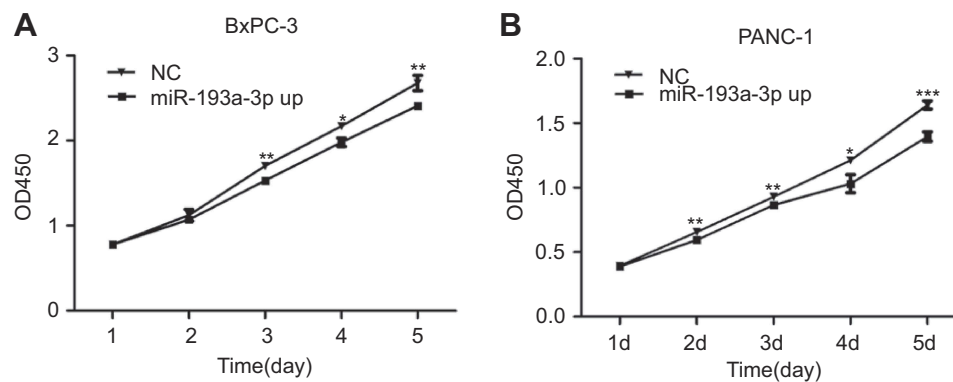 A
BxPC-3
3
2
1
0
OD450
NC
miR-193a-3p up
**
*
**
1 2 3 4 5
Time(day)
B
PANC-1
2.0
1.5
1.0
0.5
0.0
OD450
NC
miR-193a-3p up
**
**
*
***
1d 2d 3d 4d 5d
Time(day)